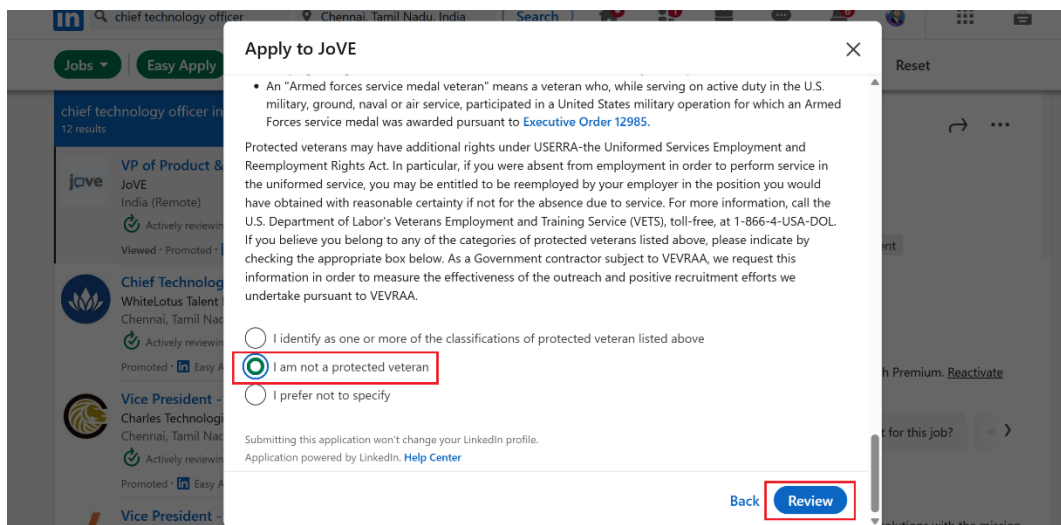 in
chief technology officer
Chennai, Tamil Nadu, India
Search
Jobs
Easy Apply
Reset
chief technology officer in
12 results
jove
VP of Product &
JoVE
India (Remote)
Actively reviewin
Viewed · Promoted ·
Chief Technolog
WhiteLotus Talent
Chennai, Tamil Nad
Actively reviewin
Promoted · in Easy A
Vice President -
Charles Technologi
Chennai, Tamil Nad
Actively reviewin
Promoted · in Easy A
Vice President -
Apply to JoVE
• An "Armed forces service medal veteran" means a veteran who, while serving on active duty in the U.S.
military, ground, naval or air service, participated in a United States military operation for which an Armed
Forces service medal was awarded pursuant to Executive Order 12985.
Protected veterans may have additional rights under USERRA-the Uniformed Services Employment and
Reemployment Rights Act. In particular, if you were absent from employment in order to perform service in
the uniformed service, you may be entitled to be reemployed by your employer in the position you would
have obtained with reasonable certainty if not for the absence due to service. For more information, call the
U.S. Department of Labor's Veterans Employment and Training Service (VETS), toll-free, at 1-866-4-USA-DOL.
If you believe you belong to any of the categories of protected veterans listed above, please indicate by
checking the appropriate box below. As a Government contractor subject to VEVRAA, we request this
information in order to measure the effectiveness of the outreach and positive recruitment efforts we
undertake pursuant to VEVRAA.
I identify as one or more of the classifications of protected veteran listed above
I am not a protected veteran
I prefer not to specify
Submitting this application won't change your LinkedIn profile.
Application powered by LinkedIn. Help Center
Back
Review
ent
h Premium. Reactivate
t for this job?